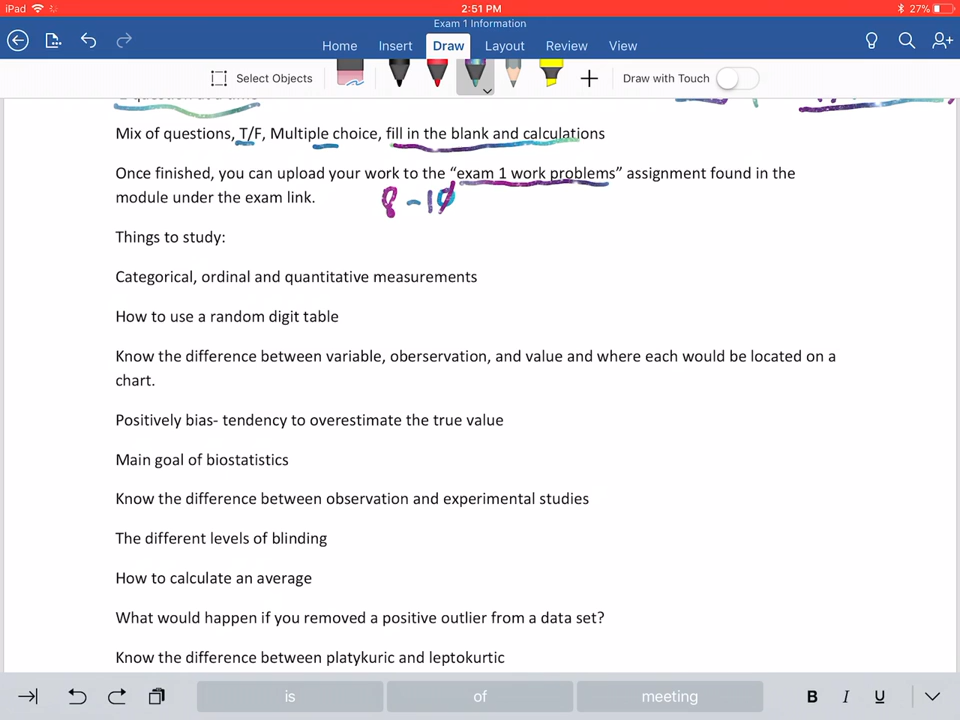 iPad 2:51 PM 27%
Exam 1 Information
Home Insert Draw Layout Review View
Select Objects Draw with Touch
Mix of questions, T/F, Multiple choice, fill in the blank and calculations
Once finished, you can upload your work to the “exam 1 work problems” assignment found in the
module under the exam link.
8-10
Things to study:
Categorical, ordinal and quantitative measurements
How to use a random digit table
Know the difference between variable, oberservation, and value and where each would be located on a
chart.
Positively bias- tendency to overestimate the true value
Main goal of biostatistics
Know the difference between observation and experimental studies
The different levels of blinding
How to calculate an average
What would happen if you removed a positive outlier from a data set?
Know the difference between platykuric and leptokurtic
is of meeting
B I U